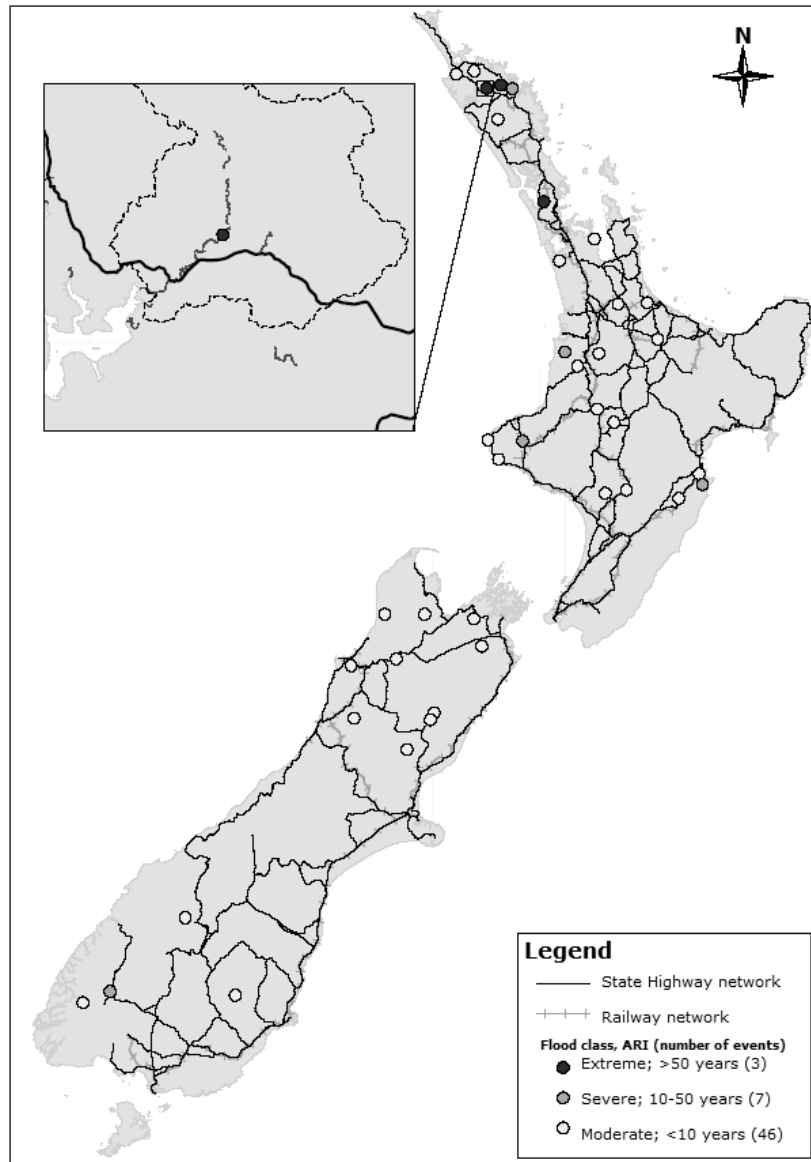 N
Legend
State Highway network
Railway network
Flood class, ARI (number of events)
Extreme; >50 years (3)
Severe; 10-50 years (7)
Moderate; <10 years (46)